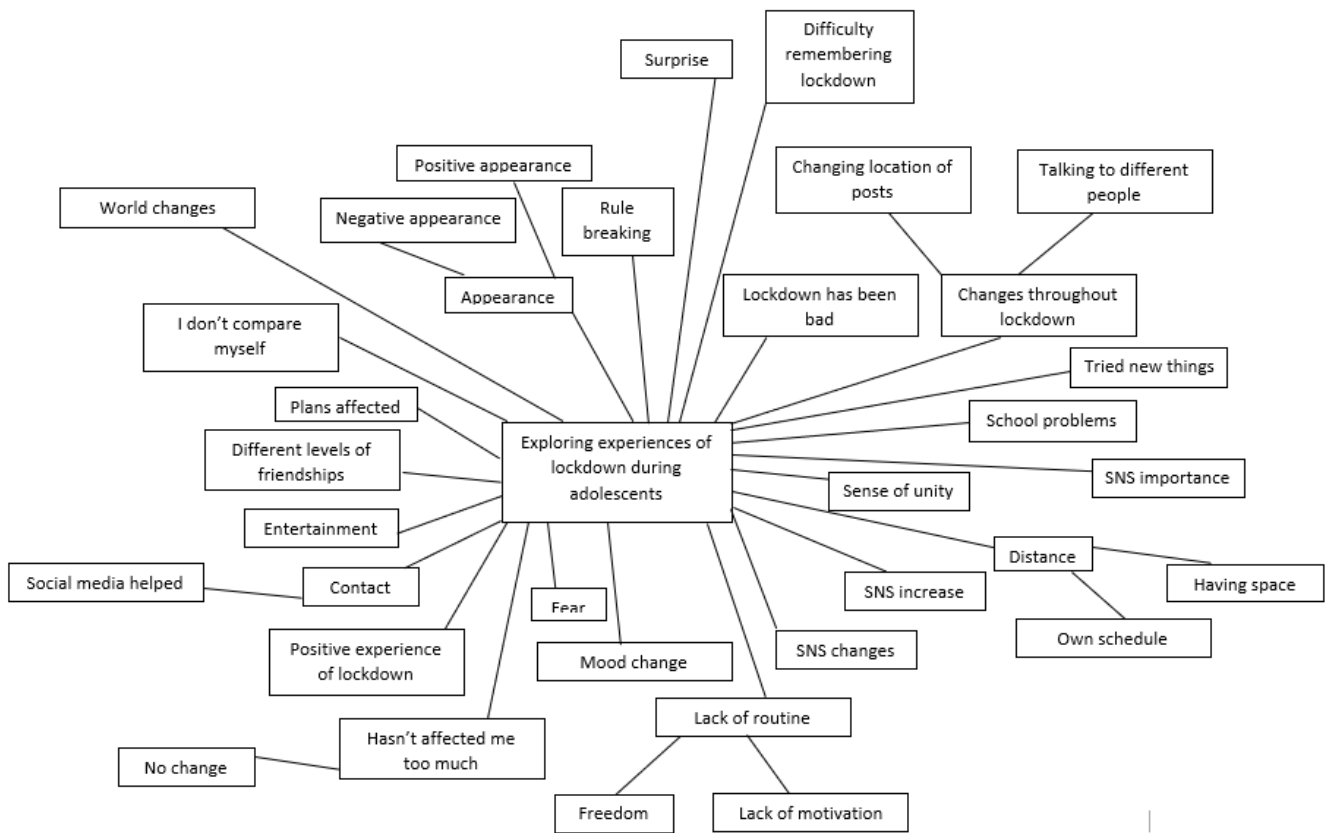 Difficulty
remembering
lockdown
Surprise
Positive appearance
Changing location of
posts
Talking to different
people
World changes
Negative appearance
Rule
breaking
Appearance
Lockdown has been
bad
Changes throughout
lockdown
I don't compare
myself
Tried new things
Plans affected
School problems
Exploring experiences of
lockdown during
adolescents
Different levels of
friendships
SNS importance
Sense of unity
Entertainment
Distance
Social media helped
Contact
SNS increase
Having space
Fear
Own schedule
Positive experience
of lockdown
Mood change
SNS changes
Lack of routine
Hasn't affected me
too much
No change
Freedom
Lack of motivation